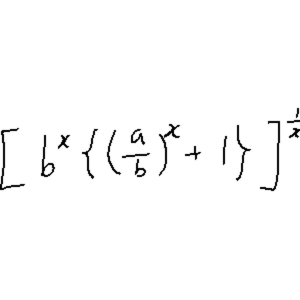 [ b^x { ( a/b )^x + 1 } ]^{1/x}